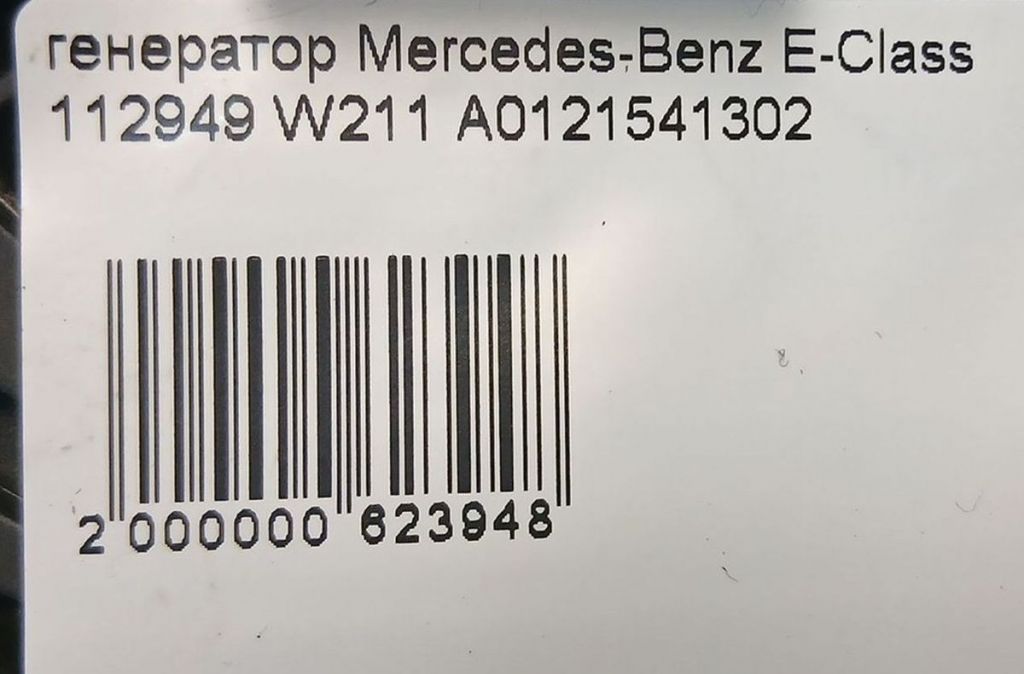 генератор Mercedes-Benz E-Class
112949 W211 A0121541302
2 000000 623948